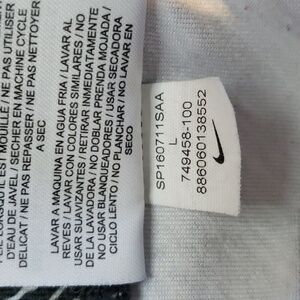 NE PAS UTILISER
D'EAU DE JAVEL / SECHER EN MACHINE CYCLE
DELICAT / NE PAS REPASSER / NE PAS NETTOYER
A SEC
LAVAR A MAQUINA EN AGUA FRIA / LAVAR AL
REVES / LAVAR CON COLORES SIMILARES / NO
USAR SUAVIZANTES / RETIRAR INMEDIATAMENTE
DE LA LAVADORA / NO DOBLAR PRENDA MOJADA /
NO USAR BLANQUEADORES / USAR SECADORA
CICLO LENTO / NO PLANCHAR / NO LAVAR EN
SECO
SP160711SAA
L
749458-100
886060138552